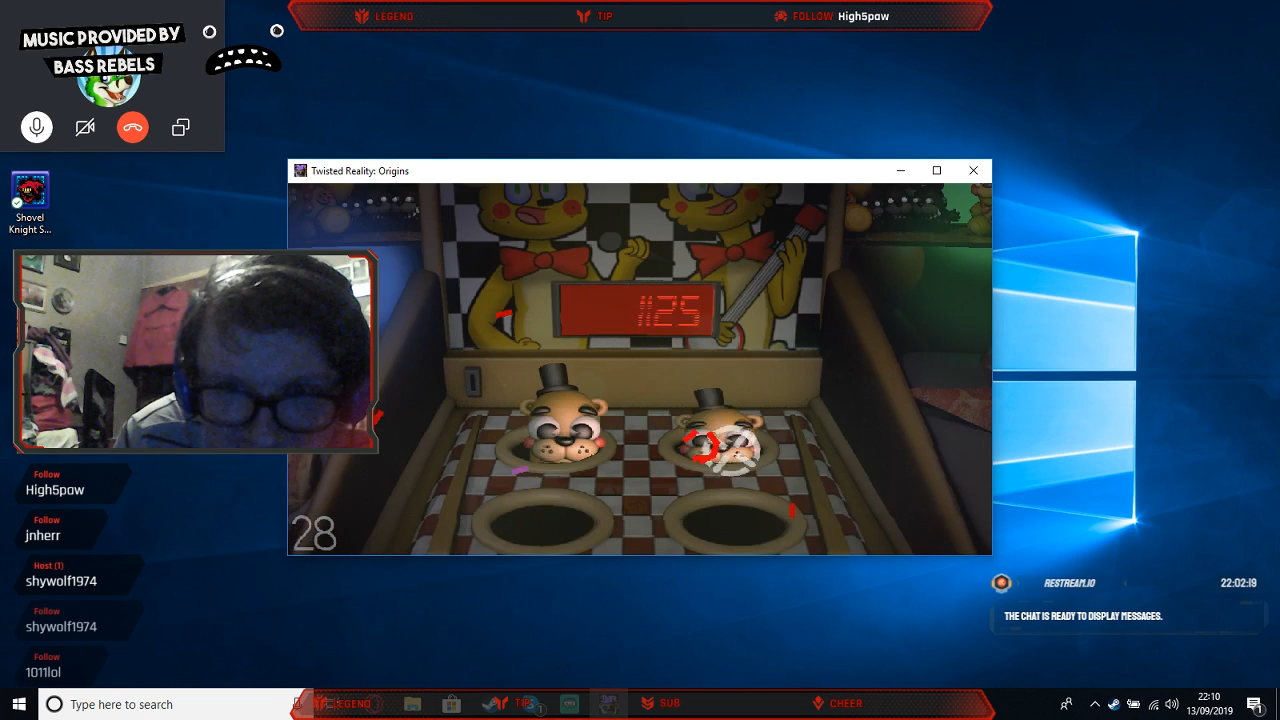 LEGEND
TIP
FOLLOW High5paw
MUSIC PROVIDED BY
BASS REBELS
Shovel
Knight S...
Twisted Reality: Origins
1125
28
Follow
High5paw
Follow
jnherr
Host (1)
shywolf1974
Follow
shywolf1974
Follow
1011lol
RESTREAM.IO
22:02:19
THE CHAT IS READY TO DISPLAY MESSAGES.
Type here to search
LEGEND
TIP
SUB
CHEER
22:10
13/09/2019